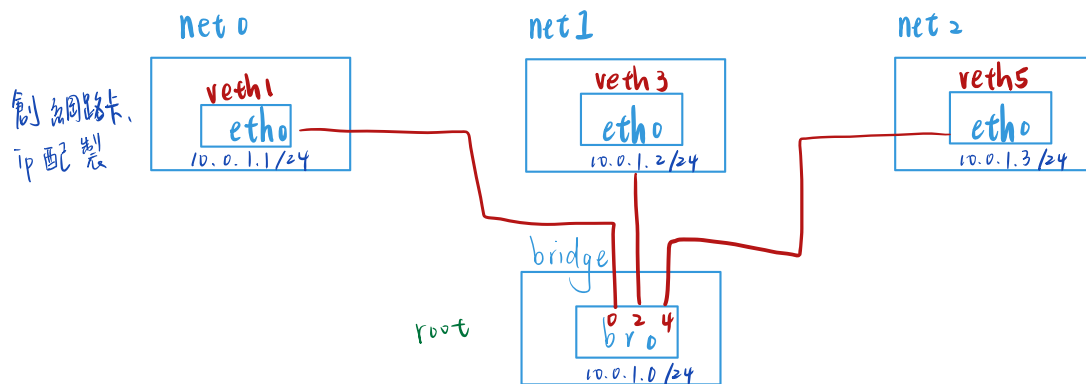 net 0
net1
net 2
創網路卡、
ip配製
veth1
eth0
10.0.1.1/24
veth3
eth0
10.0.1.2/24
veth5
eth0
10.0.1.3/24
bridge
root
0 2 4
br0
10.0.1.0/24